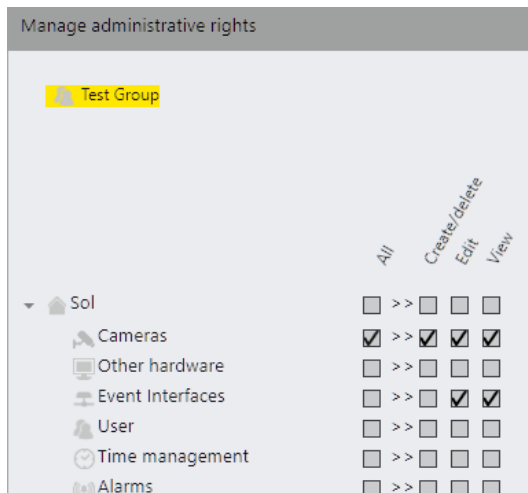 Manage administrative rights
Test Group
All Create/delete Edit View
Sol >>
Cameras >>
Other hardware >>
Event Interfaces >>
User >>
Time management >>
Alarms >>